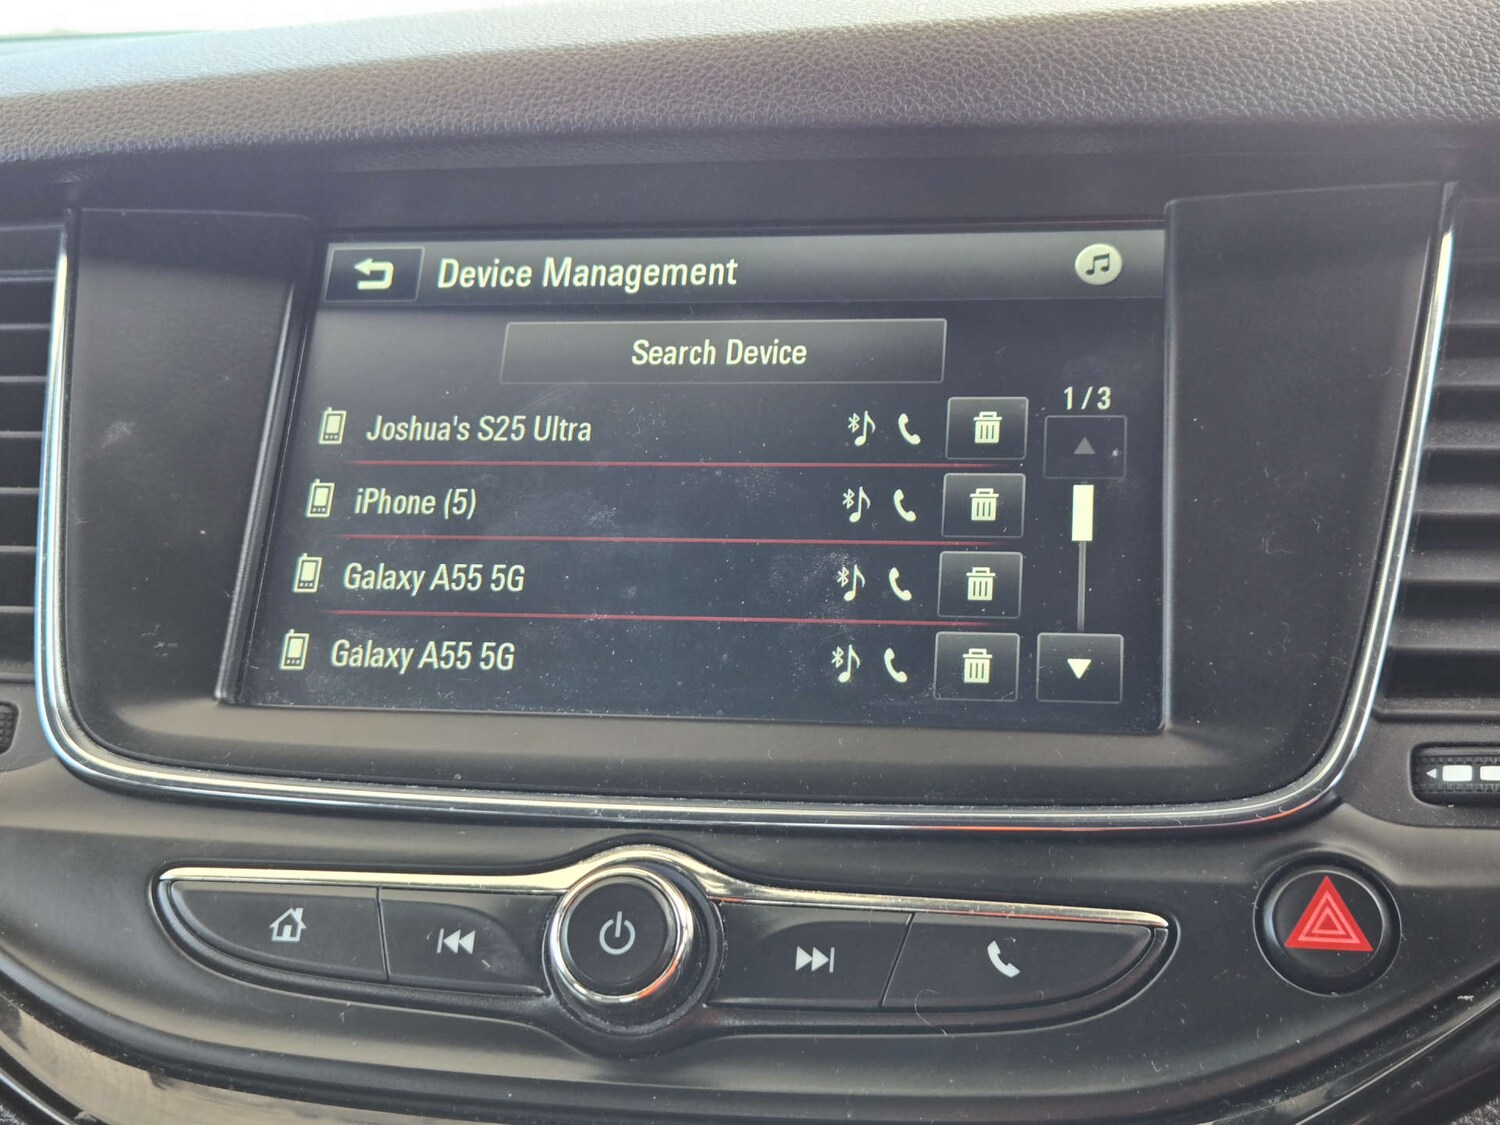 Device Management
Search Device
1/3
Joshua's S25 Ultra
iPhone (5)
Galaxy A55 5G
Galaxy A55 5G